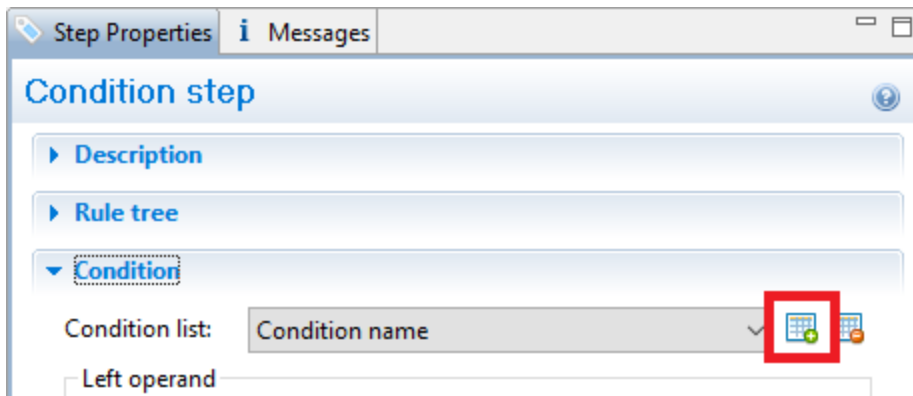 Step Properties
Messages
Condition step
Description
Rule tree
Condition
Condition list: Condition name
Left operand